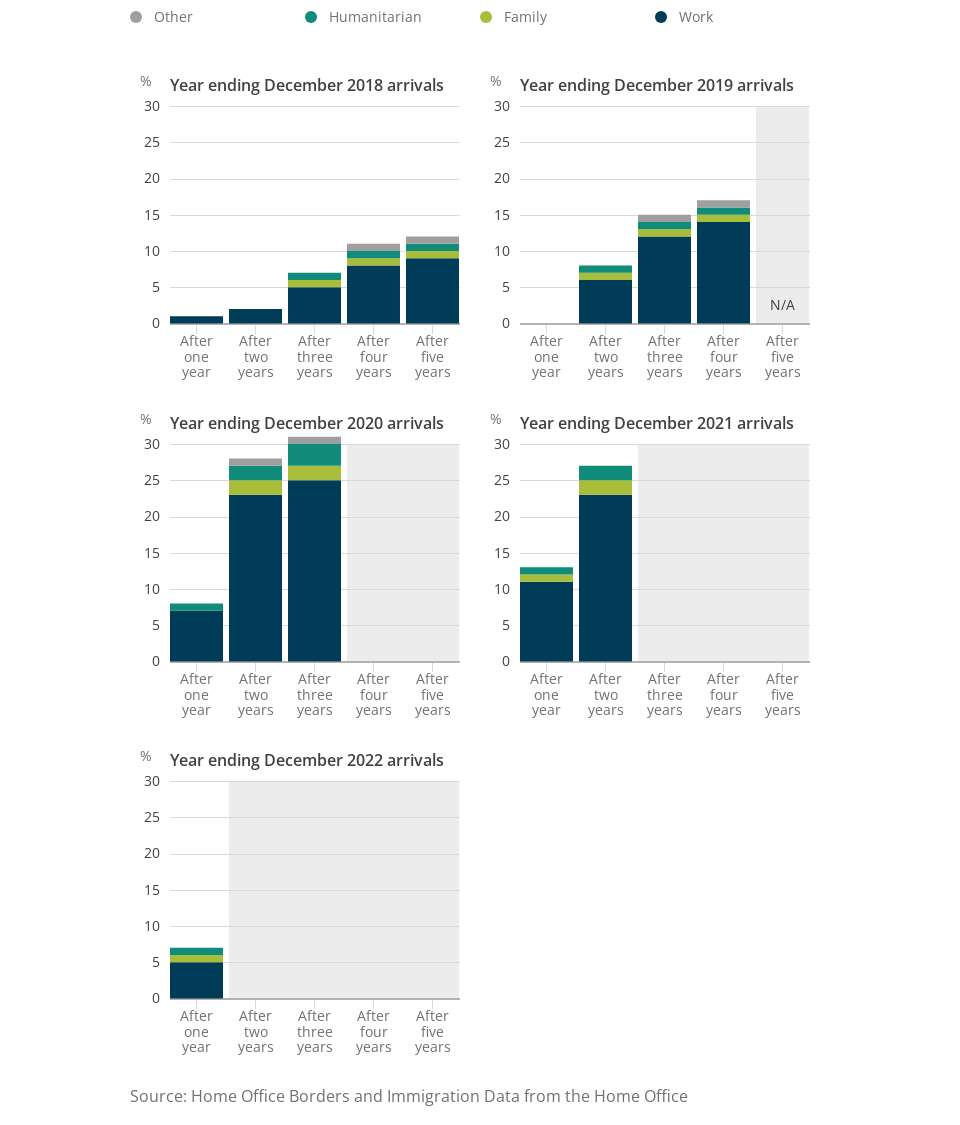 Other Humanitarian Family Work
% Year ending December 2018 arrivals
30
25
20
15
10
5
0
After one year
After two years
After three years
After four years
After five years
% Year ending December 2019 arrivals
30
25
20
15
10
5
0
N/A
After one year
After two years
After three years
After four years
After five years
% Year ending December 2020 arrivals
30
25
20
15
10
5
0
After one year
After two years
After three years
After four years
After five years
% Year ending December 2021 arrivals
30
25
20
15
10
5
0
After one year
After two years
After three years
After four years
After five years
% Year ending December 2022 arrivals
30
25
20
15
10
5
0
After one year
After two years
After three years
After four years
After five years
Source: Home Office Borders and Immigration Data from the Home Office